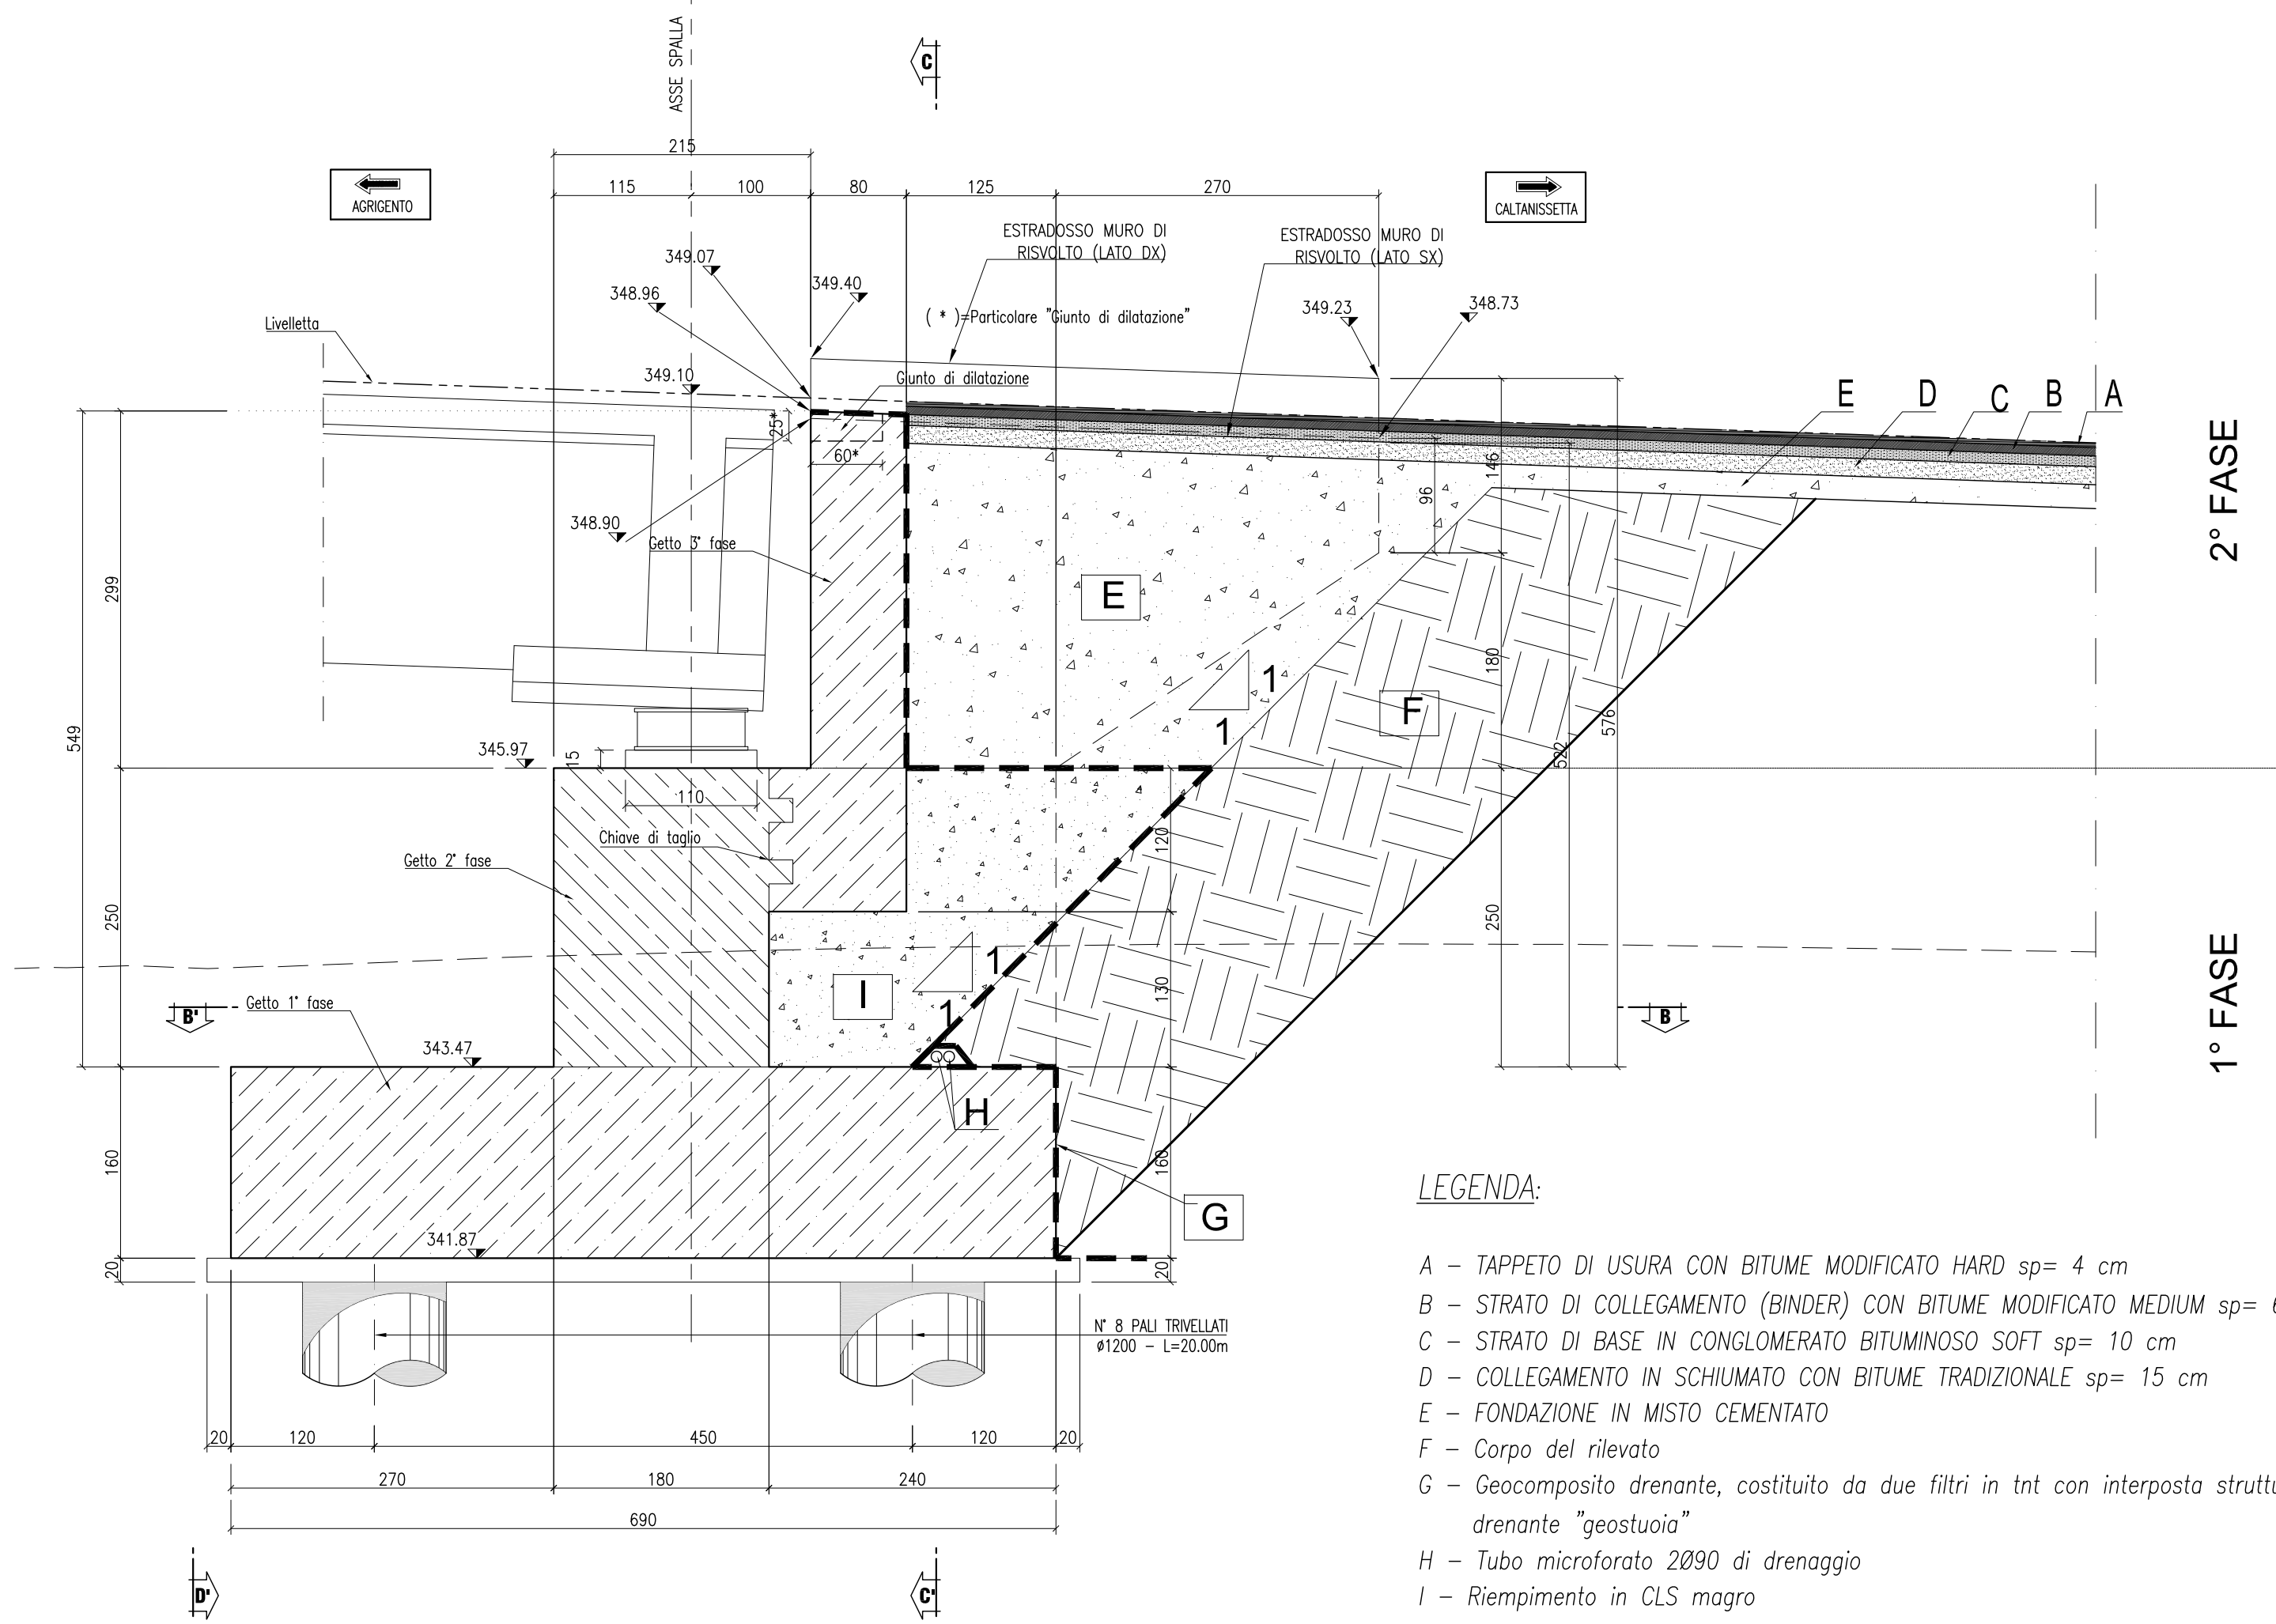 ASSE SPALLA
C
215
115
100
80
125
270
AGRIGENTO
CALTANISSETTA
ESTRADOSSO MURO DI
RISVOLTO (LATO DX)
ESTRADOSSO MURO DI
RISVOLTO (LATO SX)
349.07
348.96
349.40
349.23
348.73
( * )=Particolare "Giunto di dilatazione"
Livelletta
349.10
Giunto di dilatazione
E
D
C
B
A
25*
60*
146
96
2° FASE
348.90
Getto 3° fase
299
E
180
1
1
F
576
522
549
345.97
15
110
Chiave di taglio
Getto 2° fase
120
250
250
130
1
1
I
1° FASE
B'
Getto 1° fase
B
343.47
H
160
160
G
341.87
20
20
N° 8 PALI TRIVELLATI
ø1200 – L=20.00m
20
120
450
120
20
270
180
240
690
D'
C'
LEGENDA:
A – TAPPETO DI USURA CON BITUME MODIFICATO HARD sp= 4 cm
B – STRATO DI COLLEGAMENTO (BINDER) CON BITUME MODIFICATO MEDIUM sp=
C – STRATO DI BASE IN CONGLOMERATO BITUMINOSO SOFT sp= 10 cm
D – COLLEGAMENTO IN SCHIUMATO CON BITUME TRADIZIONALE sp= 15 cm
E – FONDAZIONE IN MISTO CEMENTATO
F – Corpo del rilevato
G – Geocomposito drenante, costituito da due filtri in tnt con interposta
drenante "geostuoia"
H – Tubo microforato 2Ø90 di drenaggio
I – Riempimento in CLS magro